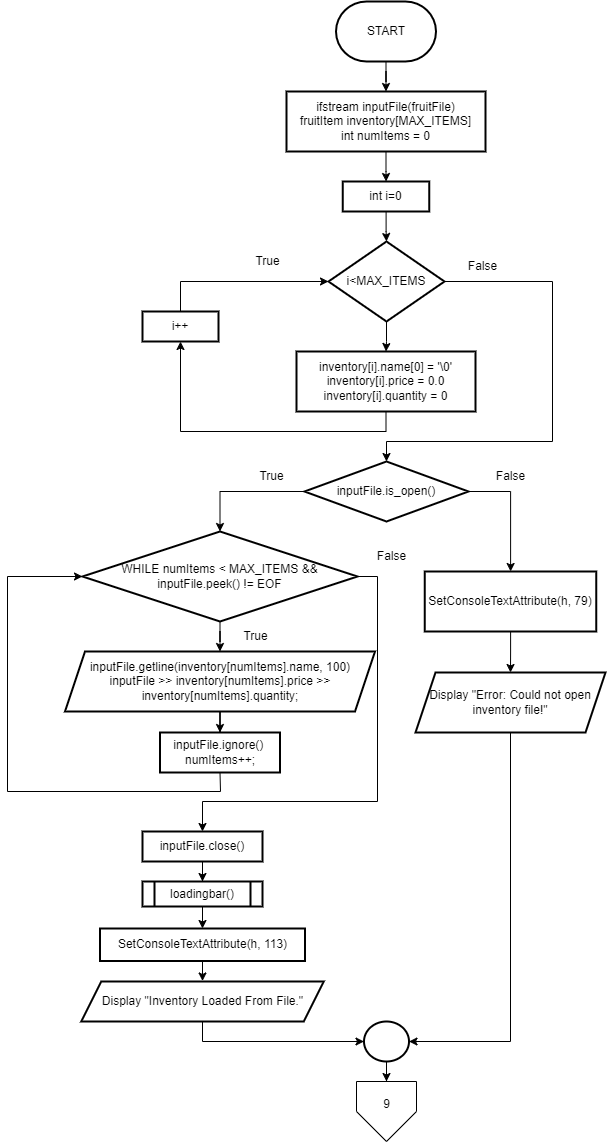 START
ifstream inputFile(fruitFile)
fruitItem inventory[MAX_ITEMS]
int numItems = 0
int i=0
True
False
i<MAX_ITEMS
i++
inventory[i].name[0] = '\0'
inventory[i].price = 0.0
inventory[i].quantity = 0
True
False
inputFile.is_open()
False
WHILE numItems < MAX_ITEMS &&
inputFile.peek() != EOF
SetConsoleTextAttribute(h, 79)
True
inputFile.getline(inventory[numItems].name, 100)
inputFile >> inventory[numItems].price >>
inventory[numItems].quantity;
Display "Error: Could not open
inventory file!"
inputFile.ignore()
numItems++;
inputFile.close()
loadingbar()
SetConsoleTextAttribute(h, 113)
Display "Inventory Loaded From File."
9